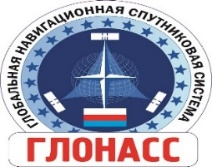 ГЛОБАЛЬНАЯ НАВИГАЦИОННАЯ СПУТНИКОВАЯ СИСТЕМА
ГЛОНАСС